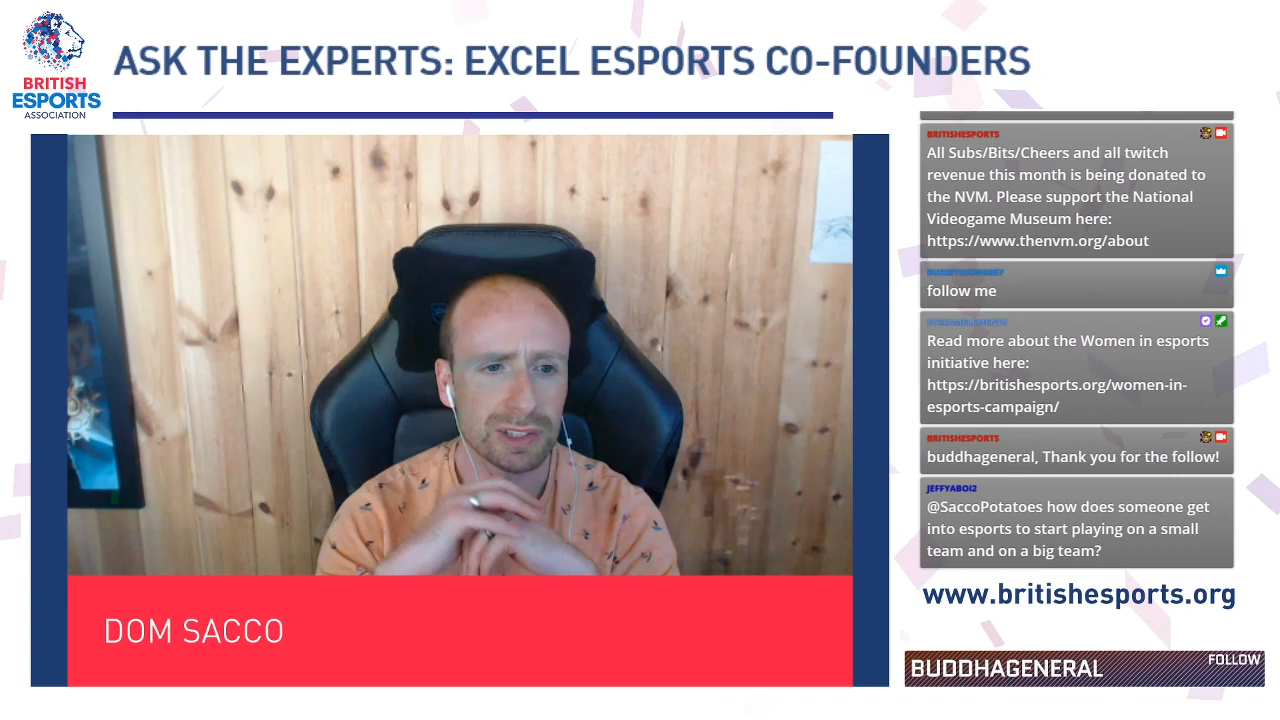 BRITISH
ESPORTS
ASSOCIATION
ASK THE EXPERTS: EXCEL ESPORTS CO-FOUNDERS
DOM SACCO
BRITISHESPORTS
All Subs/Bits/Cheers and all twitch
revenue this month is being donated to
the NVM. Please support the National
Videogame Museum here:
https://www.thenvm.org/about
follow me
Read more about the Women in esports
initiative here:
https://britishesports.org/women-in-
esports-campaign/
BRITISHESPORTS
buddhageneral, Thank you for the follow!
JEFFYABOI2
@SaccoPotatoes how does someone get
into esports to start playing on a small
team and on a big team?
www.britishesports.org
BUDDHAGENERAL
FOLLOW